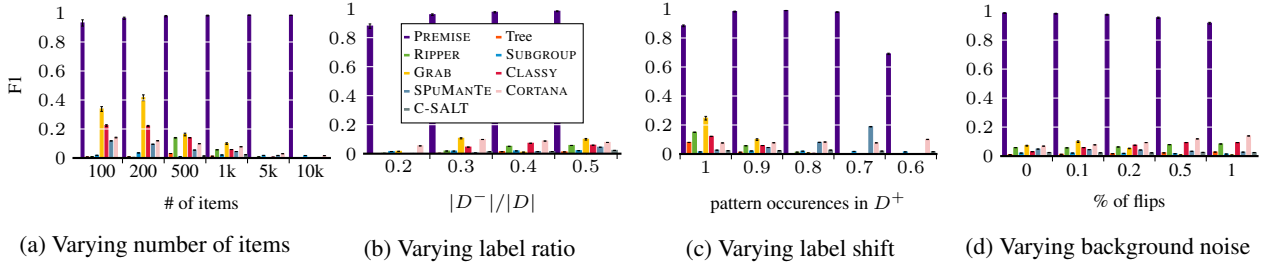 F1
1
0.8
0.6
0.4
0.2
0
100 200 500 1k 5k 10k
# of items
(a) Varying number of items
1
0.8
0.6
0.4
0.2
0
PREMISE Tree
RIPPER SUBGROUP
GRAB CLASSY
SPUMANTE CORTANA
C-SALT
0.2 0.3 0.4 0.5
|D⁻|/|D|
(b) Varying label ratio
1
0.8
0.6
0.4
0.2
0
1 0.9 0.8 0.7 0.6
pattern occurences in D⁺
(c) Varying label shift
1
0.8
0.6
0.4
0.2
0
0 0.1 0.2 0.5 1
% of flips
(d) Varying background noise